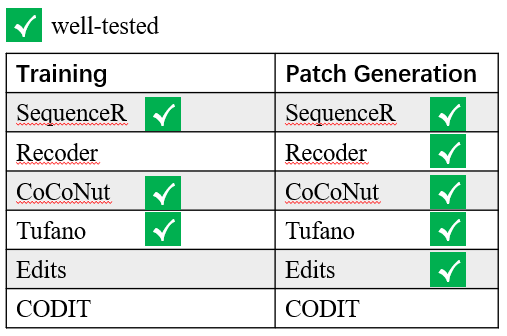 well-tested
Training Patch Generation
SequenceR SequenceR
Recoder Recoder
CoCoNut CoCoNut
Tufano Tufano
Edits Edits
CODIT CODIT